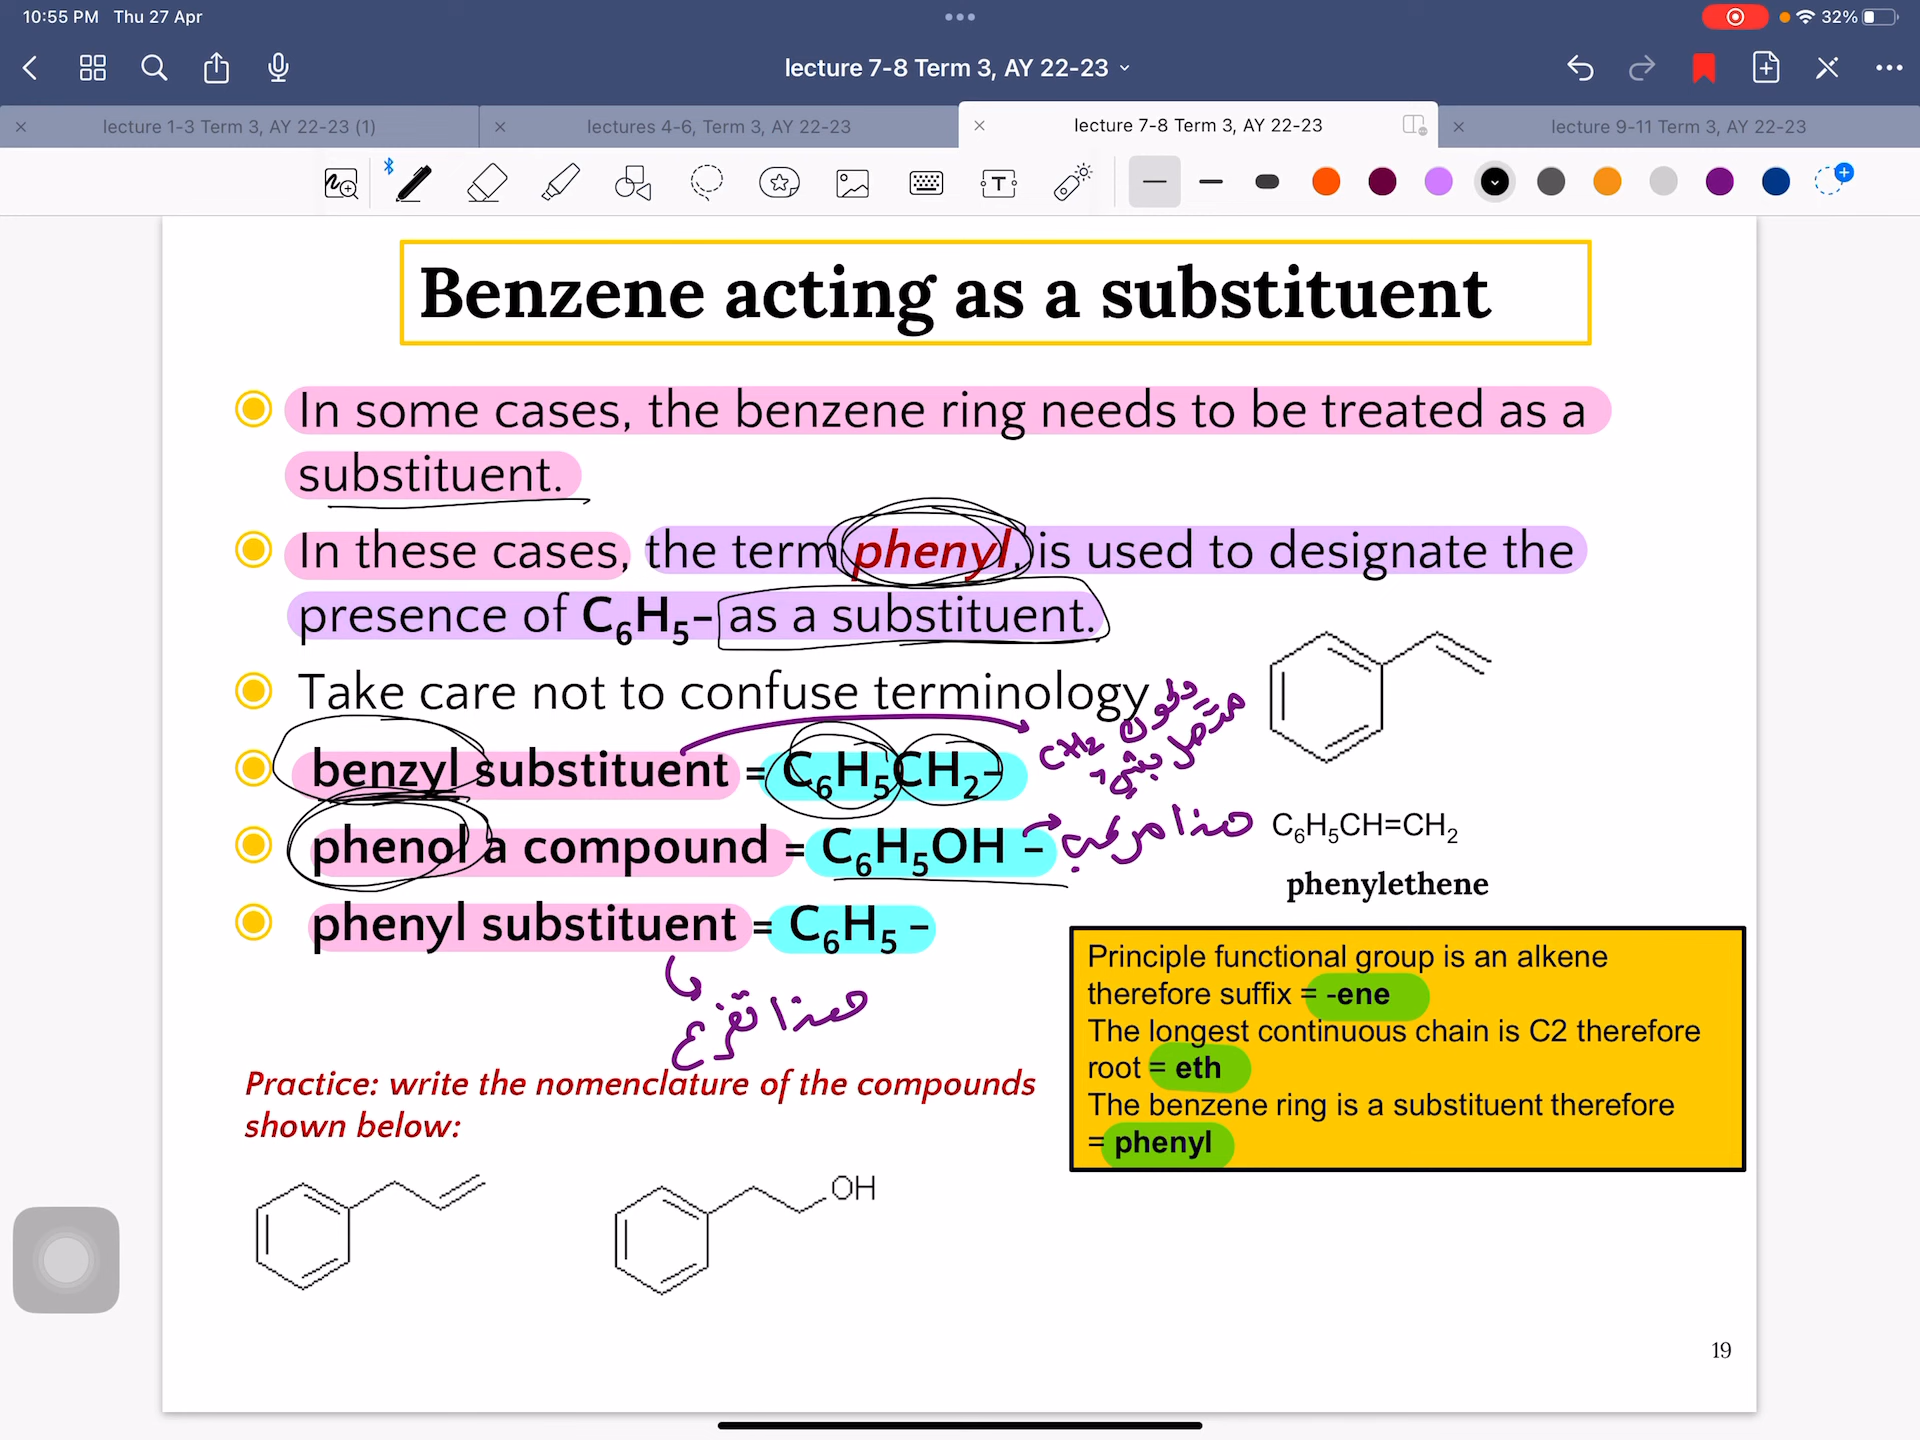 10:55 PM Thu 27 Apr
32%
lecture 7-8 Term 3, AY 22-23
lecture 1-3 Term 3, AY 22-23 (1)
lectures 4-6, Term 3, AY 22-23
lecture 7-8 Term 3, AY 22-23
lecture 9-11 Term 3, AY 22-23
T
Benzene acting as a substituent
In some cases, the benzene ring needs to be treated as a
substituent.
In these cases, the term phenyl, is used to designate the
presence of C₆H₅– as a substituent.
Take care not to confuse terminology
benzyl substituent = C₆H₅CH₂–
CH₂ يكون
متصل بشي
phenol a compound = C₆H₅OH –
هذا مركب
phenyl substituent = C₆H₅ –
هذا تفرع
C₆H₅CH=CH₂
phenylethene
Principle functional group is an alkene
therefore suffix = -ene
The longest continuous chain is C2 therefore
root = eth
The benzene ring is a substituent therefore
= phenyl
Practice: write the nomenclature of the compounds
shown below:
OH
19